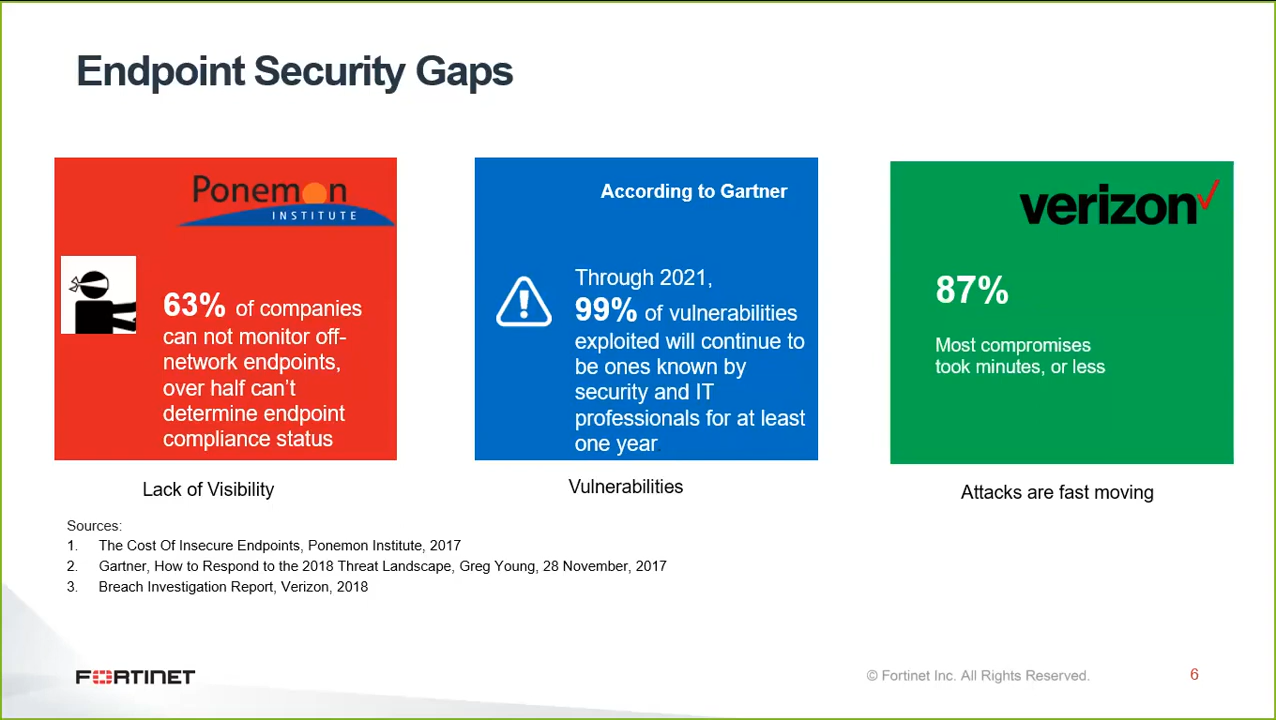 Endpoint Security Gaps
Ponemon
INSTITUTE
63% of companies
can not monitor off-
network endpoints,
over half can't
determine endpoint
compliance status
Lack of Visibility
According to Gartner
Through 2021,
99% of vulnerabilities
exploited will continue to
be ones known by
security and IT
professionals for at least
one year.
Vulnerabilities
verizon
87%
Most compromises
took minutes, or less
Attacks are fast moving
Sources:
1. The Cost Of Insecure Endpoints, Ponemon Institute, 2017
2. Gartner, How to Respond to the 2018 Threat Landscape, Greg Young, 28 November, 2017
3. Breach Investigation Report, Verizon, 2018
FORTINET
© Fortinet Inc. All Rights Reserved.
6